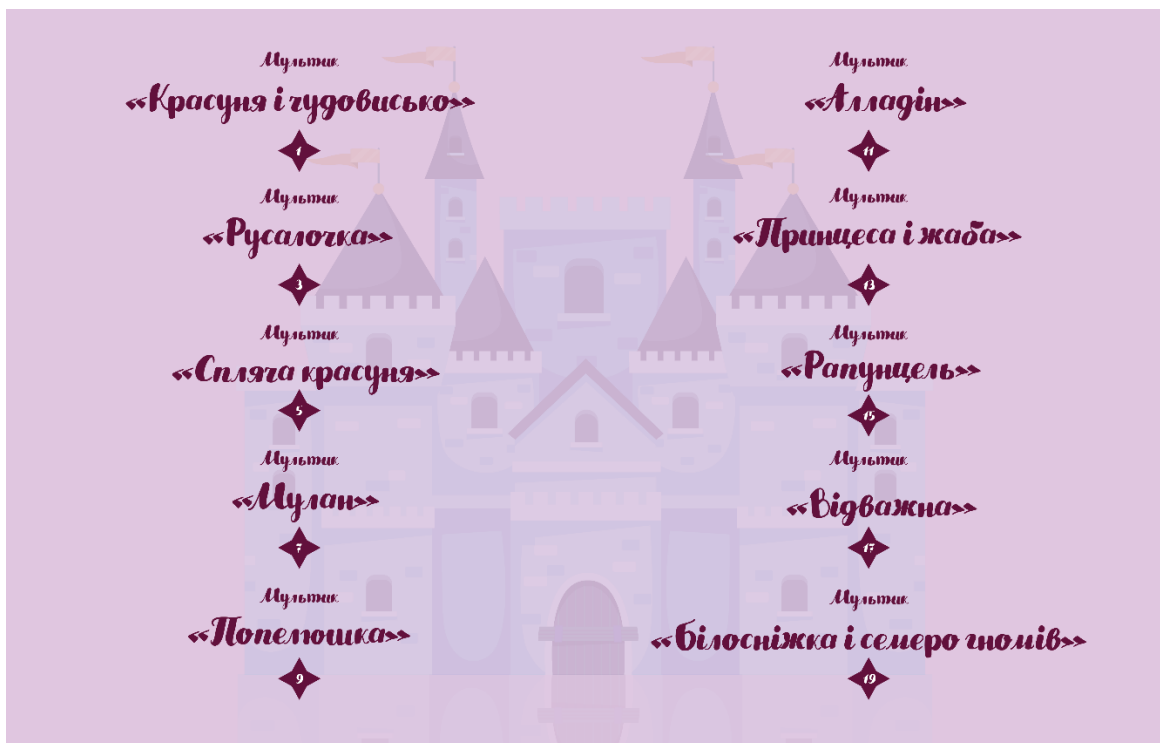 Мультик
«Красуня і чудовисько»
1
Мультик
«Русалочка»
3
Мультик
«Спляча красуня»
5
Мультик
«Мулан»
7
Мультик
«Попелюшка»
9
Мультик
«Алладін»
11
Мультик
«Принцеса і жаба»
13
Мультик
«Рапунцель»
15
Мультик
«Відважна»
17
Мультик
«Білосніжка і семеро гномів»
19